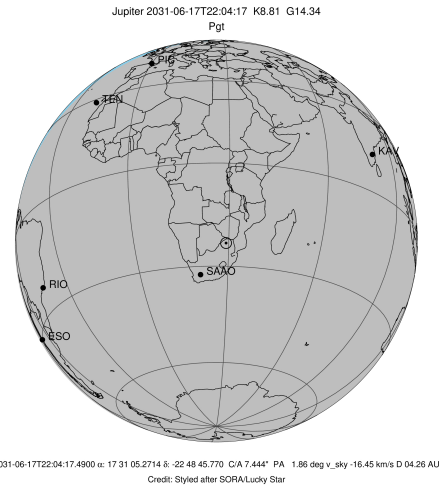 Jupiter 2031-06-17T22:04:17 K8.81 G14.34
Pgt
PIC
TEN
KAV
SAAO
RIO
ESO
031-06-17T22:04:17.4900 α: 17 31 05.2714 δ: -22 48 45.770 C/A 7.444" PA 1.86 deg v_sky -16.45 km/s D 04.26 AU
Credit: Styled after SORA/Lucky Star